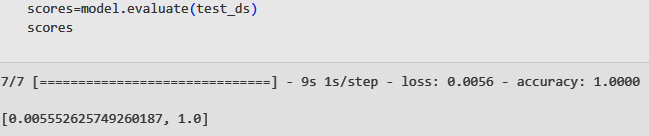 scores=model.evaluate(test_ds)
scores
7/7 [==============================] - 9s 1s/step - loss: 0.0056 - accuracy: 1.0000
[0.005552625749260187, 1.0]